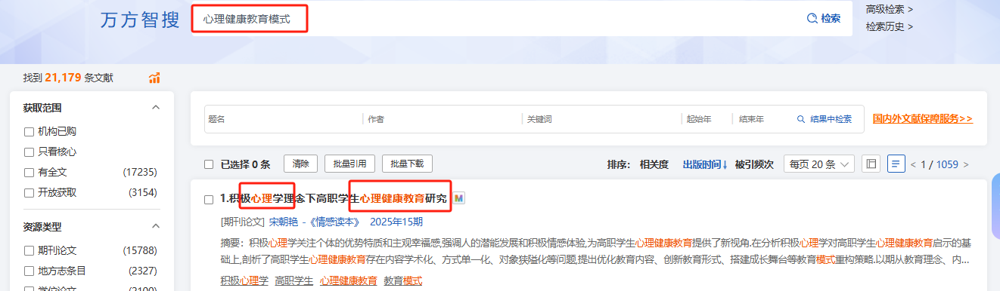 万方智搜
心理健康教育模式
检索
高级检索 >
检索历史 >
找到 21,179 条文献
获取范围
机构已购
只看核心
有全文 (17235)
开放获取 (3154)
资源类型
期刊论文 (15788)
地方志条目 (2327)
题名 作者 关键词 起始年 结束年 结果中检索
国内外文献保障服务>>
已选择 0 条 清除 批量引用 批量下载 排序： 相关度 出版时间↓ 被引频次 每页 20 条 < 1 / 1059 >
1.积极心理学理念下高职学生心理健康教育研究 M
[期刊论文] 宋朝艳 -《情感读本》 2025年15期
摘要：积极心理学关注个体的优势特质和主观幸福感,强调人的潜能发展和积极情感体验,为高职学生心理健康教育提供了新视角.在分析积极心理学对高职学生心理健康教育启示的基
础上,剖析了高职学生心理健康教育存在内容学术化、方式单一化、对象狭隘化等问题,提出优化教育内容、创新教育形式、搭建成长舞台等教育模式重构策略.以期从教育理念、内...
积极心理学 高职学生 心理健康教育 教育模式